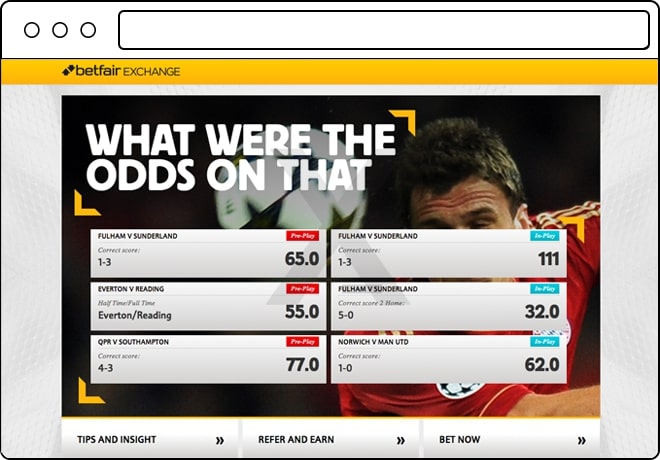 betfair EXCHANGE
WHAT WERE THE
ODDS ON THAT
FULHAM V SUNDERLAND Pre-Play
Correct score:
1-3 65.0
FULHAM V SUNDERLAND In-Play
Correct score:
1-3 111
EVERTON V READING Pre-Play
Half Time/Full Time
Everton/Reading 55.0
FULHAM V SUNDERLAND In-Play
Correct score 2 Home:
5-0 32.0
QPR V SOUTHAMPTON Pre-Play
Correct score:
4-3 77.0
NORWICH V MAN UTD In-Play
Correct score:
1-0 62.0
TIPS AND INSIGHT »
REFER AND EARN »
BET NOW »